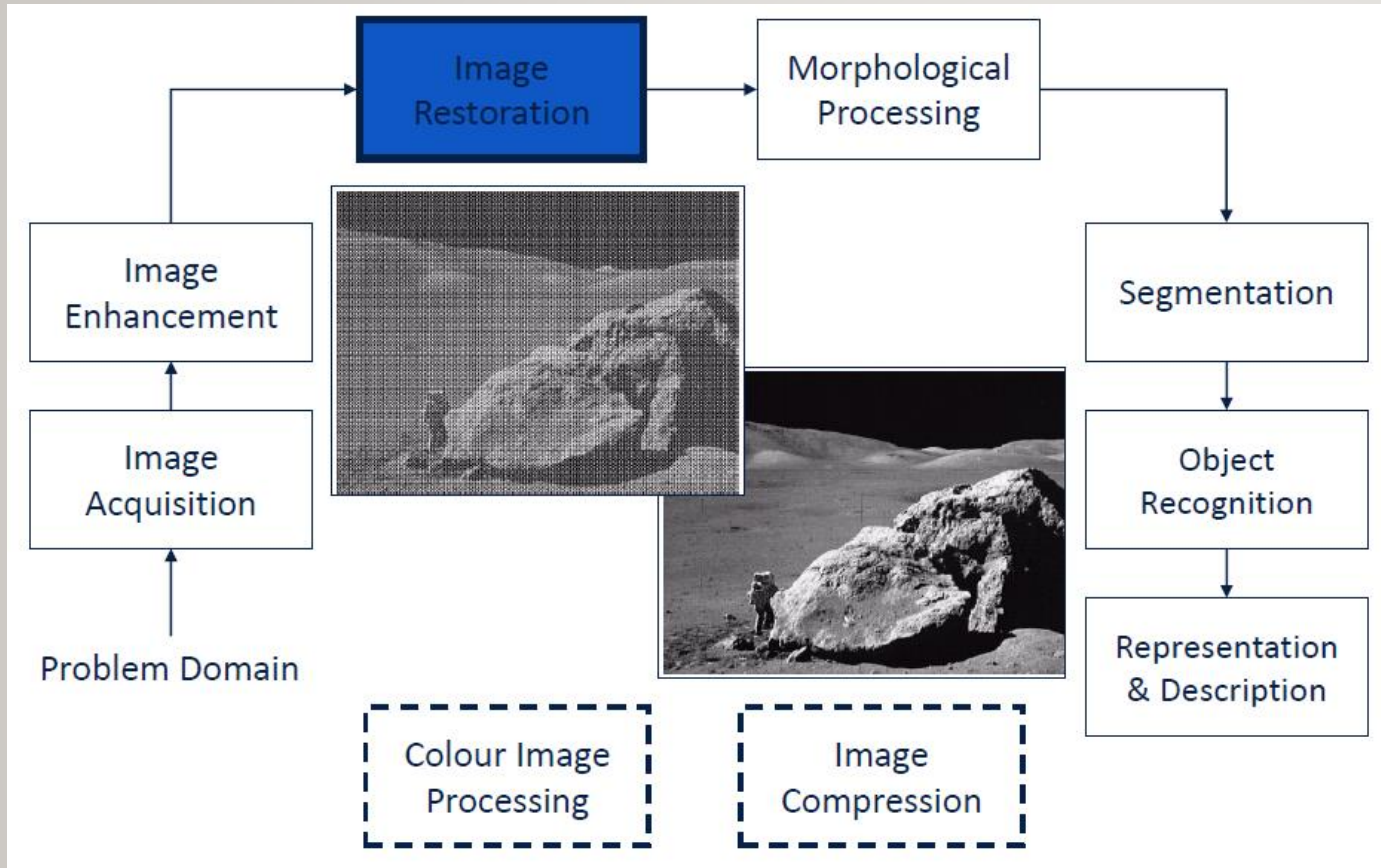 Image
Restoration
Morphological
Processing
Image
Enhancement
Segmentation
Image
Acquisition
Object
Recognition
Problem Domain
Representation
& Description
Colour Image
Processing
Image
Compression